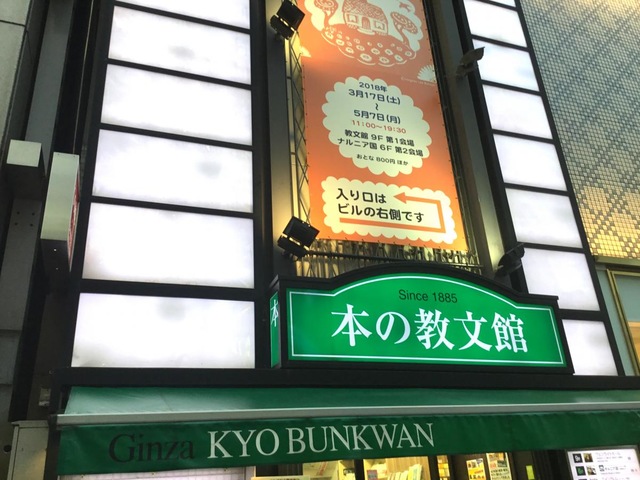 2018年
3月17日(土)
〜
5月7日(月)
11:00〜19:30
教文館 9F 第1会場
ナルニア国 6F 第2会場
おとな 800円 ほか
入り口は
ビルの右側です
Since 1885
本の教文館
本
Ginza KYO BUNKWAN